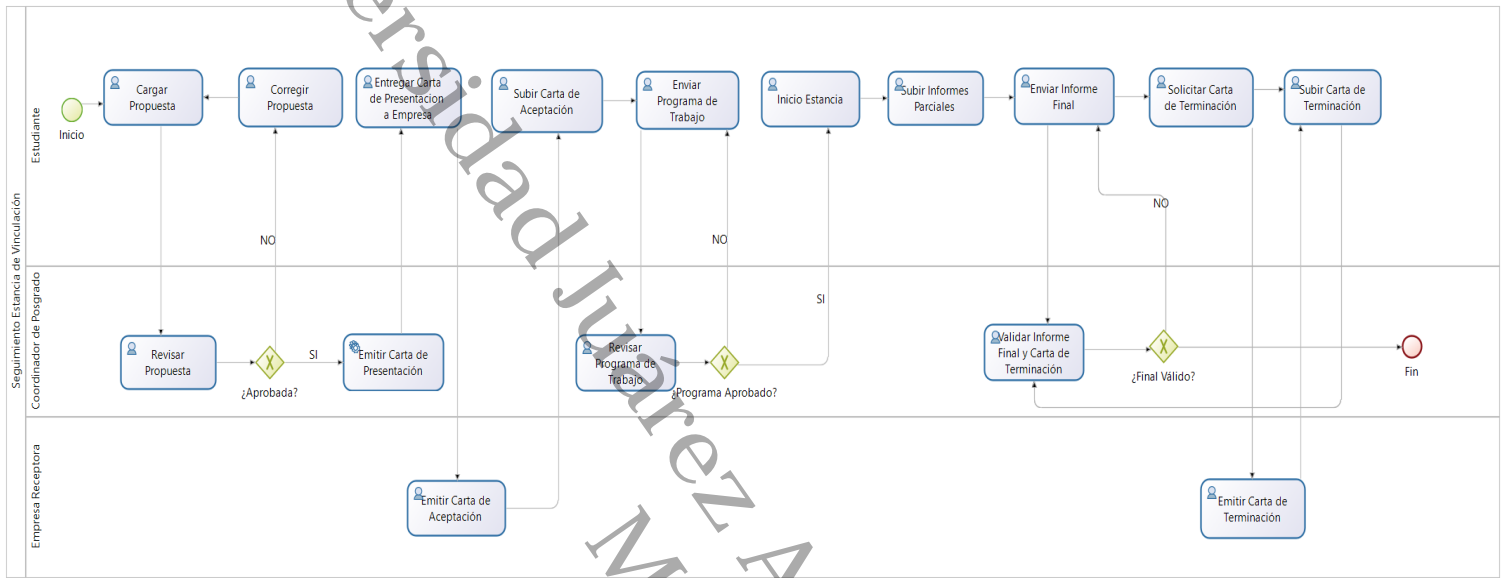 Seguimiento Estancia de Vinculación
Estudiante
Inicio
Cargar
Propuesta
Corregir
Propuesta
Entregar Carta
de Presentacion
a Empresa
Subir Carta de
Aceptación
Enviar
Programa de
Trabajo
Inicio Estancia
Subir Informes
Parciales
Enviar Informe
Final
Solicitar Carta
de Terminación
Subir Carta de
Terminación
NO
NO
NO
Coordinador de Posgrado
Revisar
Propuesta
¿Aprobada?
SI
Emitir Carta de
Presentación
Revisar
Programa de
Trabajo
¿Programa Aprobado?
SI
Validar Informe
Final y Carta de
Terminación
¿Final Válido?
Fin
Empresa Receptora
Emitir Carta de
Aceptación
Emitir Carta de
Terminación
Juárez